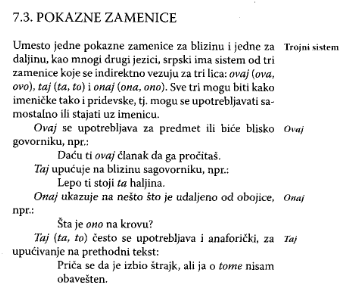 7.3. POKAZNE ZAMENICE
Umesto jedne pokazne zamenice za blizinu i jedne za
daljinu, kao mnogi drugi jezici, srpski ima sistem od tri
zamenice koje se indirektno vezuju za tri lica: ovaj (ova,
ovo), taj (ta, to) i onaj (ona, ono). Sve tri mogu biti kako
imeničke tako i pridevske, tj. mogu se upotrebljavati sa-
mostalno ili stajati uz imenicu.
Trojni sistem
Ovaj se upotrebljava za predmet ili biće blisko
govorniku, npr.:
Ovaj
Daću ti ovaj članak da ga pročitaš.
Taj upućuje na blizinu sagovorniku, npr.:
Lepo ti stoji ta haljina.
Onaj ukazuje na nešto što je udaljeno od obojice,
npr.:
Onaj
Šta je ono na krovu?
Taj (ta, to) često se upotrebljava i anaforički, za
upućivanje na prethodni tekst:
Taj
Priča se da je izbio štrajk, ali ja o tome nisam
obavešten.